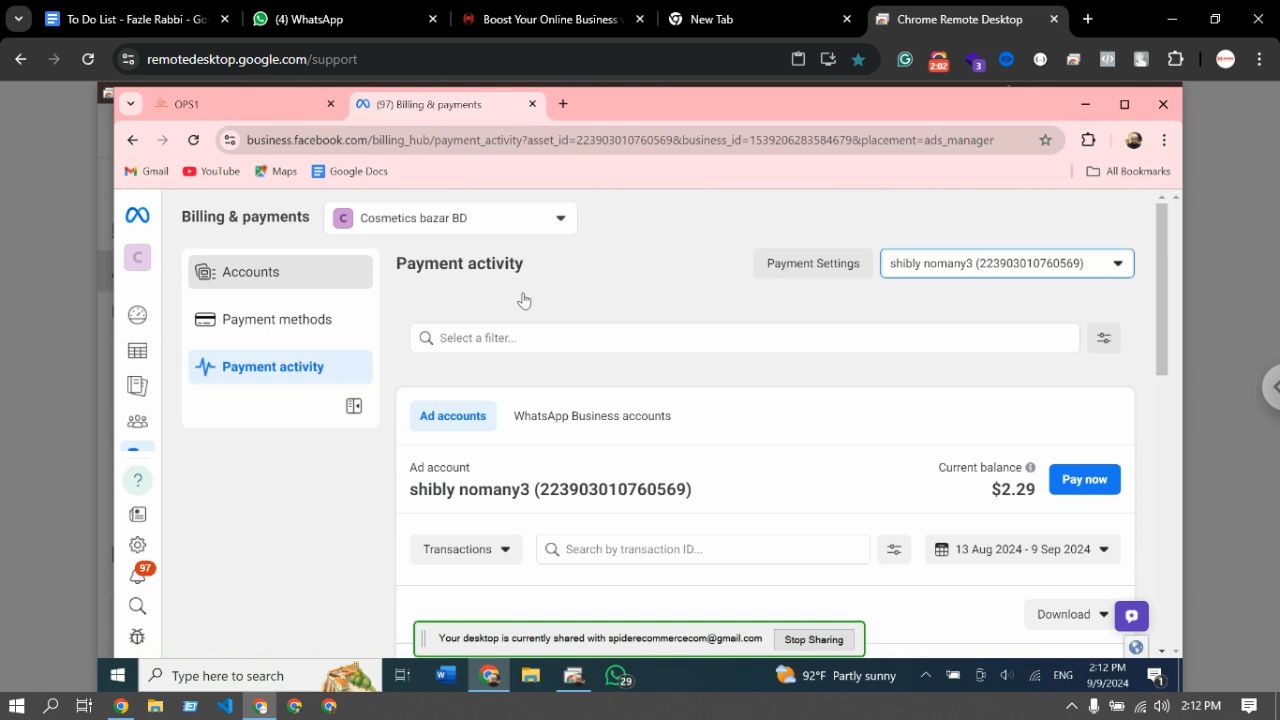 To Do List - Fazle Rabbi - Go
(4) WhatsApp
Boost Your Online Business
New Tab
Chrome Remote Desktop
remotedesktop.google.com/support
2:02
3
OPS1
(97) Billing & payments
business.facebook.com/billing_hub/payment_activity?asset_id=223903010760569&business_id=1539206283584679&placement=ads_manager
Gmail
YouTube
Maps
Google Docs
All Bookmarks
Billing & payments
C
Cosmetics bazar BD
C
Accounts
Payment methods
Payment activity
Payment activity
Payment Settings
shibly nomany3 (223903010760569)
Select a filter...
Ad accounts
WhatsApp Business accounts
Ad account
shibly nomany3 (223903010760569)
Current balance
$2.29
Pay now
Transactions
Search by transaction ID...
13 Aug 2024 - 9 Sep 2024
Download
?
97
Your desktop is currently shared with spiderecommercecom@gmail.com
Stop Sharing
Type here to search
29
92°F Partly sunny
ENG
2:12 PM
9/9/2024
1
2:12 PM